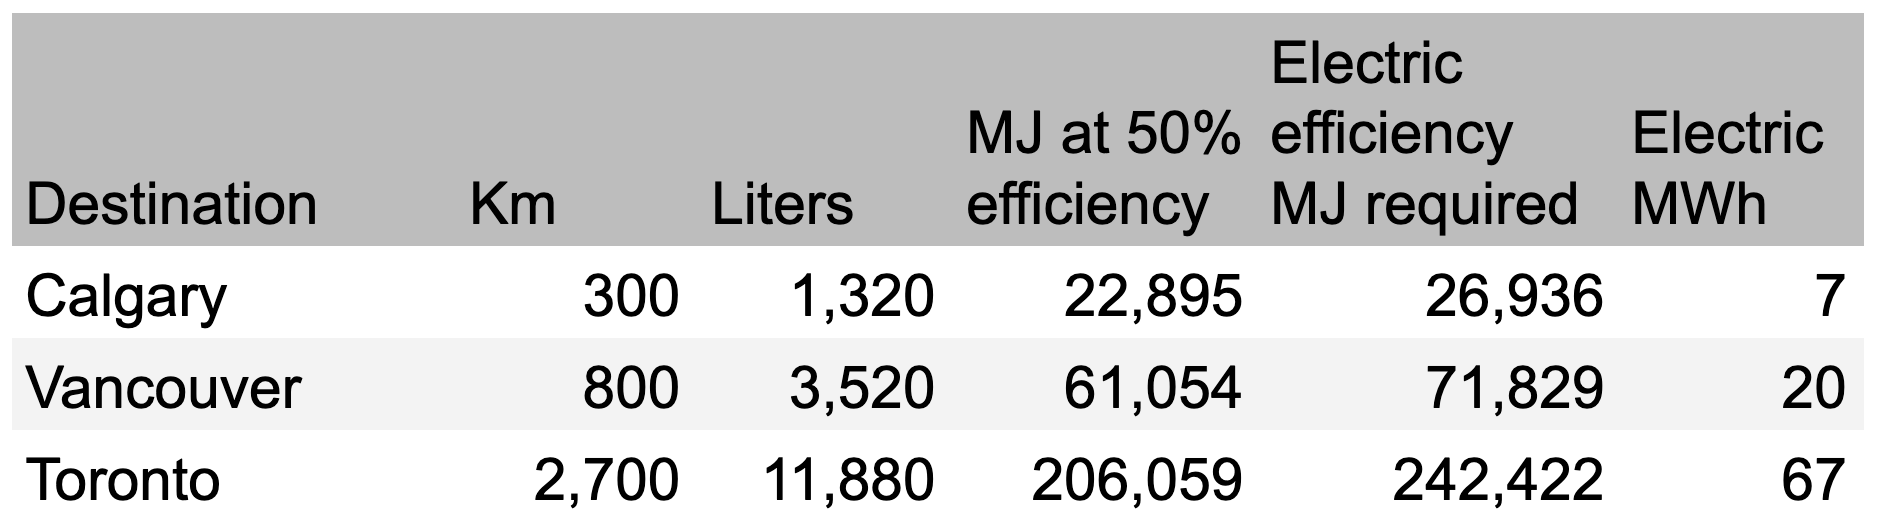 Destination Km Liters MJ at 50% efficiency Electric efficiency MJ required Electric MWh
Calgary 300 1,320 22,895 26,936 7
Vancouver 800 3,520 61,054 71,829 20
Toronto 2,700 11,880 206,059 242,422 67